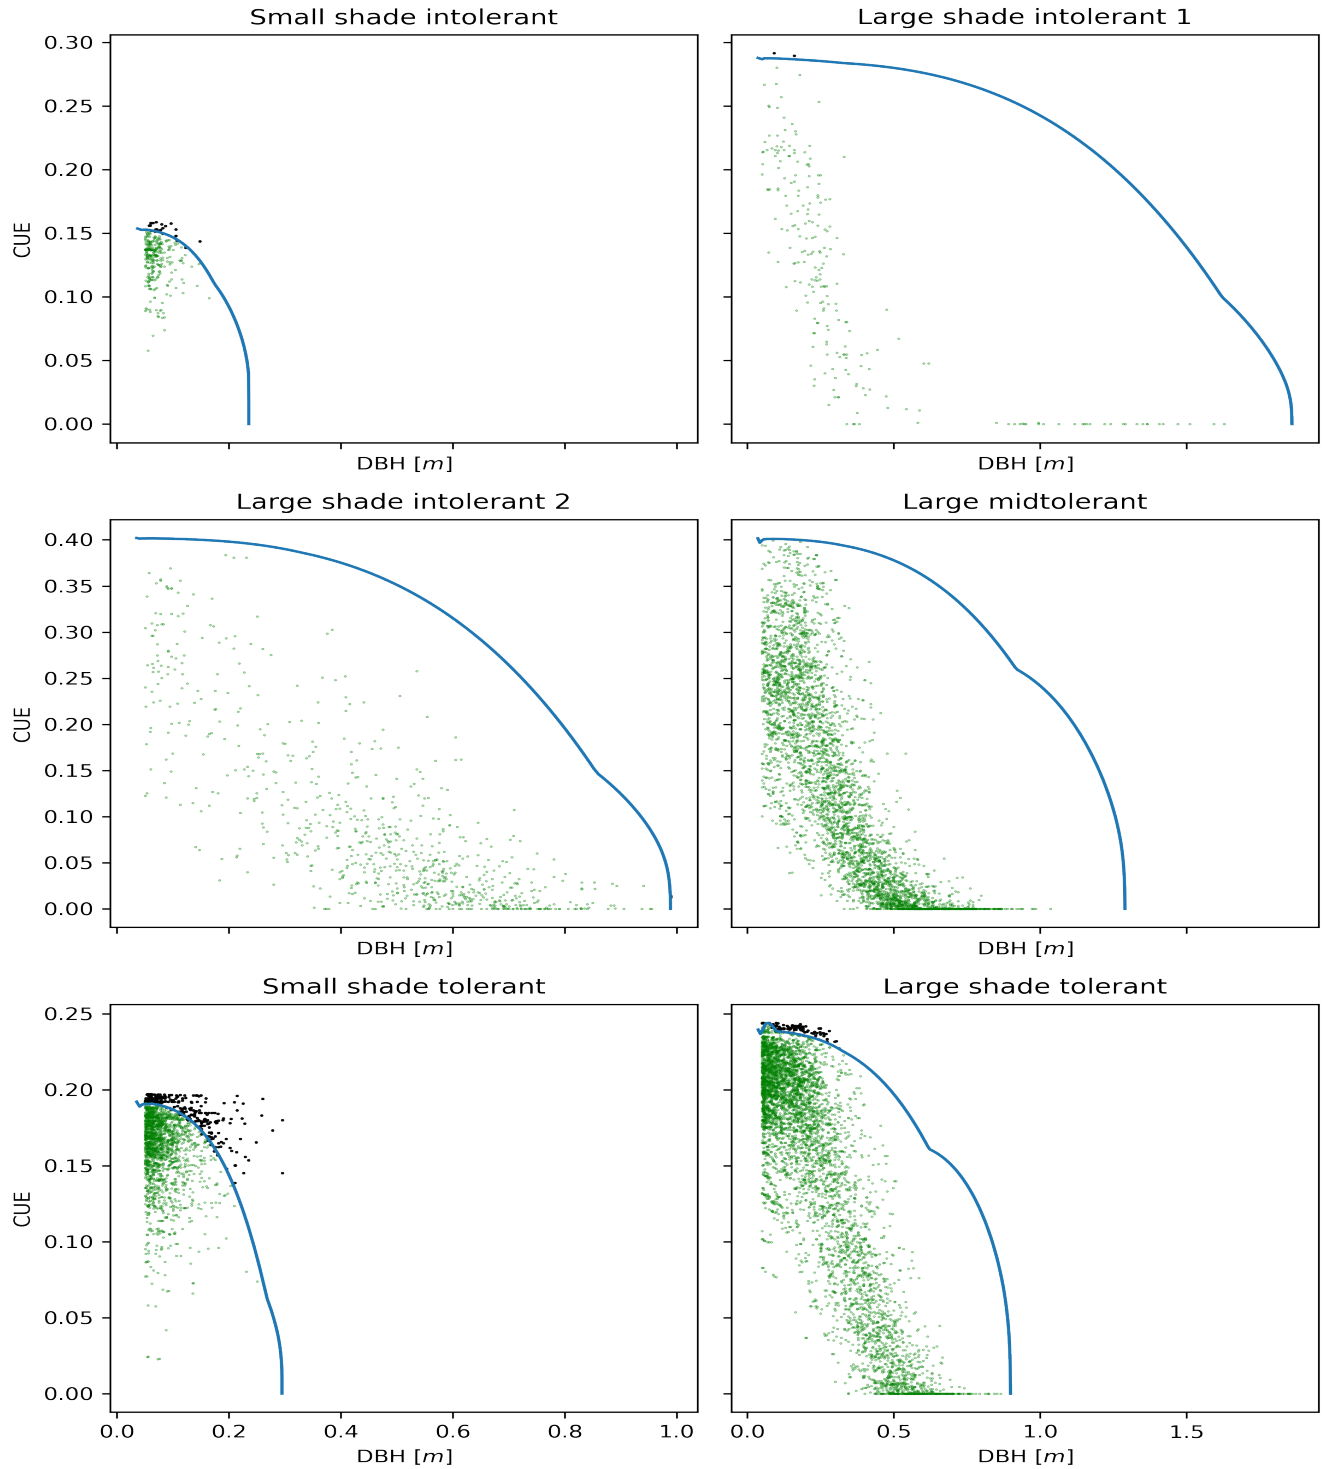 Small shade intolerant
Large shade intolerant 1
0.30
0.25
0.20
0.15
0.10
0.05
0.00
CUE
DBH [m]
DBH [m]
Large shade intolerant 2
Large midtolerant
0.40
0.35
0.30
0.25
0.20
0.15
0.10
0.05
0.00
CUE
DBH [m]
DBH [m]
Small shade tolerant
Large shade tolerant
0.25
0.20
0.15
0.10
0.05
0.00
CUE
0.0 0.2 0.4 0.6 0.8 1.0
0.0 0.5 1.0 1.5
DBH [m]
DBH [m]